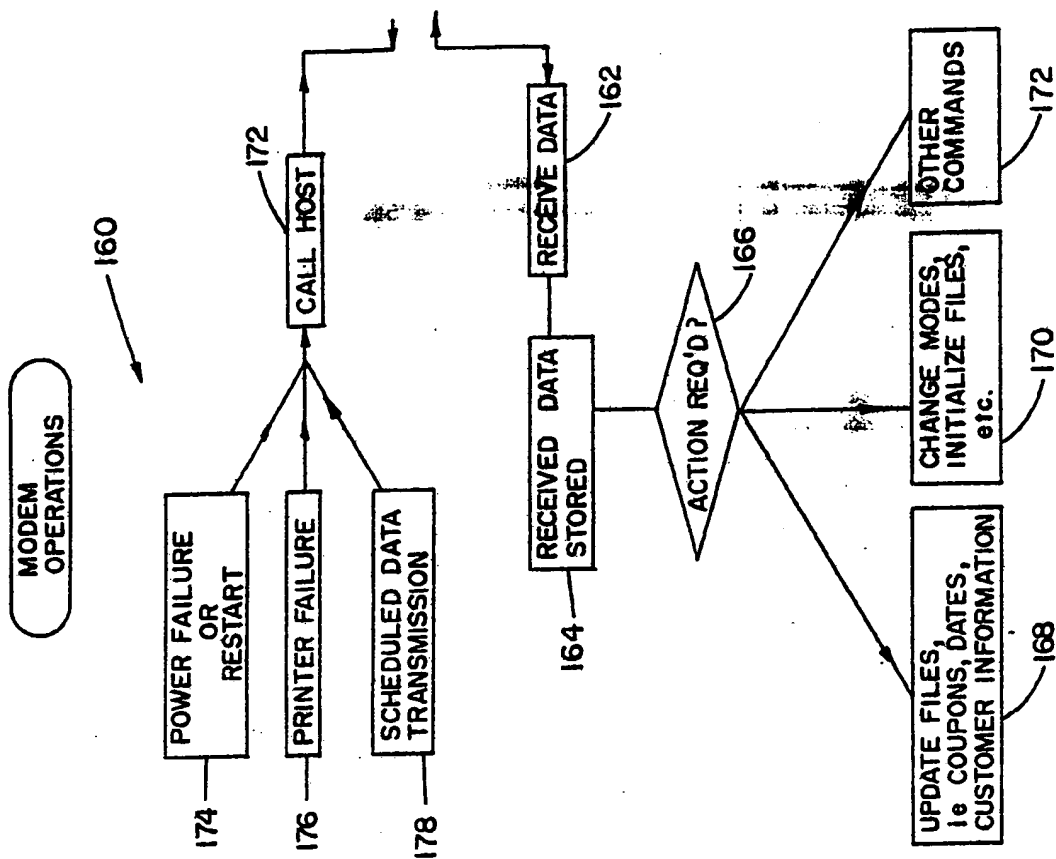 MODEM
OPERATIONS
160
174
POWER FAILURE
OR
RESTART
176
PRINTER FAILURE
178
SCHEDULED DATA
TRANSMISSION
172
CALL HOST
RECEIVE DATA
162
164
RECEIVED DATA
STORED
ACTION REQ'D?
166
UPDATE FILES,
ie COUPONS, DATES,
CUSTOMER INFORMATION
168
CHANGE MODES,
INITIALIZE FILES,
etc.
170
OTHER
COMMANDS
172